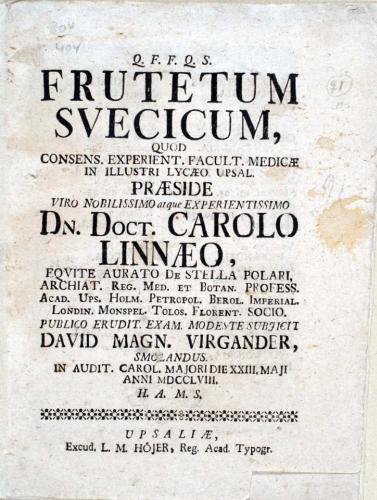 Q. F. F. Q. S.
FRUTETUM
SVECICUM,
QUOD
CONSENS. EXPERIENT. FACULT. MEDICÆ
IN ILLUSTRI LYCÆO UPSAL.
PRÆSIDE
VIRO NOBILISSIMO atque EXPERIENTISSIMO
DN. DOCT. CAROLO
LINNÆO,
EQVITE AURATO DE STELLA POLARI,
ARCHIAT. REG. MED. ET BOTAN. PROFESS.
ACAD. UPS. HOLM. PETROPOL. BEROL. IMPERIAL.
LONDIN. MONSPEL. TOLOS. FLORENT. SOCIO.
PUBLICO ERUDIT. EXAM. MODESTE SUBJICIT
DAVID MAGN. VIRGANDER,
SMOLANDUS.
IN AUDIT. CAROL. MAJORI DIE XXIII. MAJI
ANNI MDCCLVIII.
H. A. M. S.
UPSALIÆ,
Excud. L. M. HÖJER, Reg. Acad. Typogr.